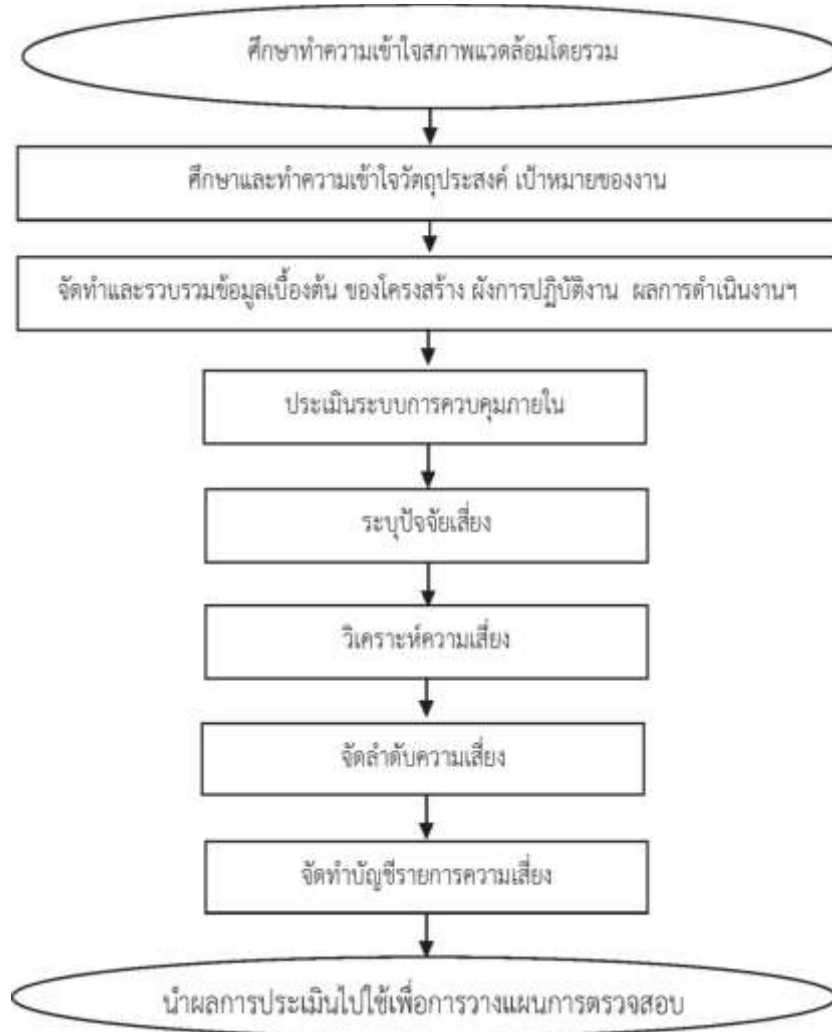 ศึกษาทำความเข้าใจสภาพแวดล้อมโดยรวม
ศึกษาและทำความเข้าใจวัตถุประสงค์ เป้าหมายของงาน
จัดทำและรวบรวมข้อมูลเบื้องต้น ของโครงสร้าง ผังการปฏิบัติงาน ผลการดำเนินงานฯ
ประเมินระบบการควบคุมภายใน
ระบุปัจจัยเสี่ยง
วิเคราะห์ความเสี่ยง
จัดลำดับความเสี่ยง
จัดทำบัญชีรายการความเสี่ยง
นำผลการประเมินไปใช้เพื่อการวางแผนการตรวจสอบ